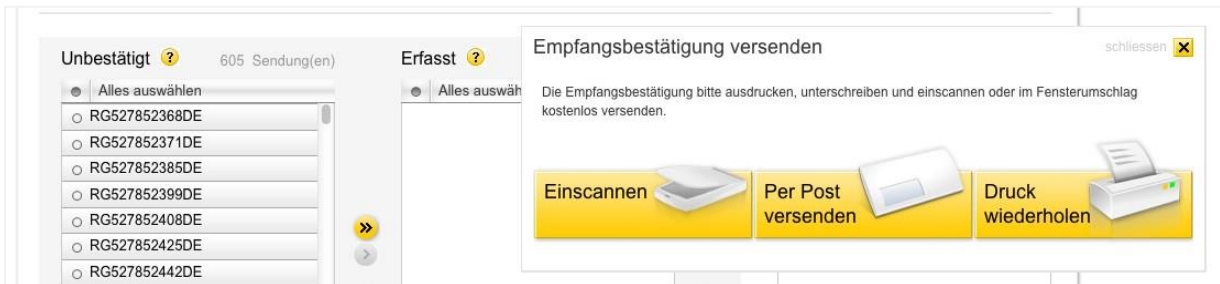 Unbestätigt ?
605 Sendung(en)
Alles auswählen
RG527852368DE
RG527852371DE
RG527852385DE
RG527852399DE
RG527852408DE
RG527852425DE
RG527852442DE
Erfasst ?
Alles auswäh
Empfangsbestätigung versenden
schliessen
Die Empfangsbestätigung bitte ausdrucken, unterschreiben und einscannen oder im Fensterumschlag
kostenlos versenden.
Einscannen
Per Post
versenden
Druck
wiederholen